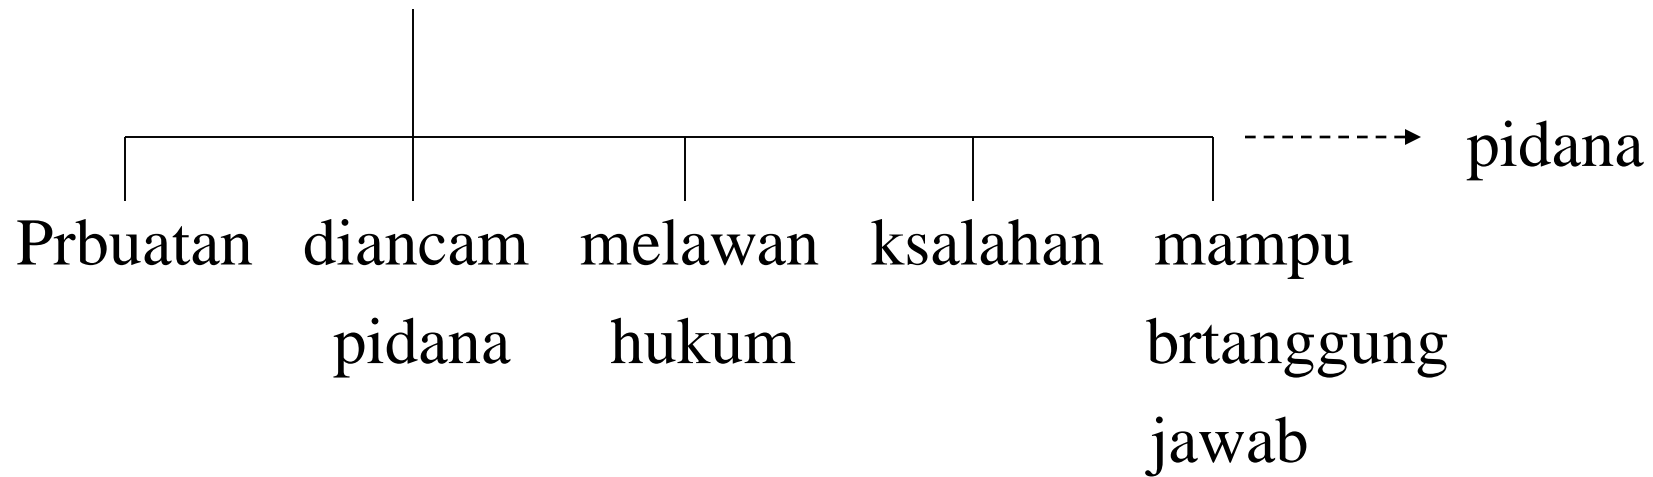 pidana
Prbuatan diancam melawan ksalahan mampu
pidana hukum brtanggung
jawab